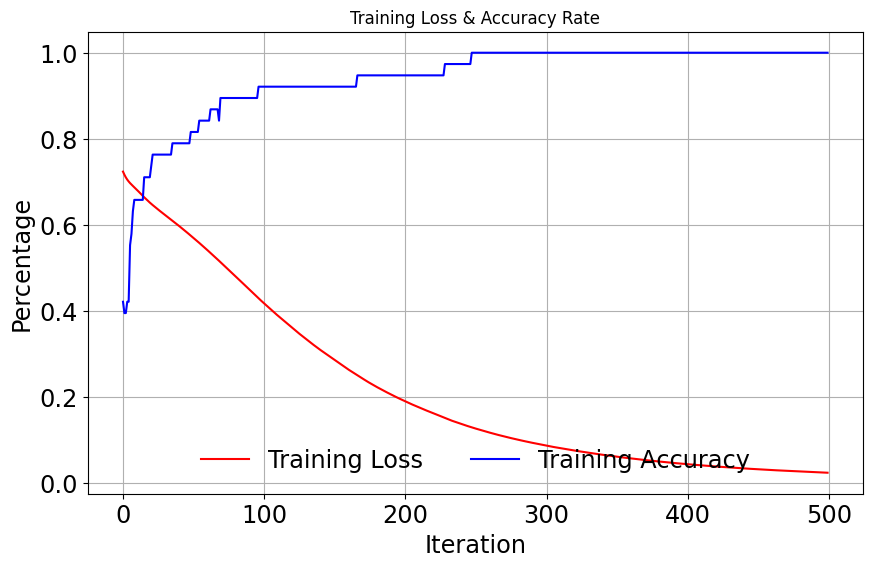 Training Loss & Accuracy Rate
1.0
0.8
0.6
0.4
0.2
0.0
Percentage
Training Loss
Training Accuracy
0 100 200 300 400 500
Iteration